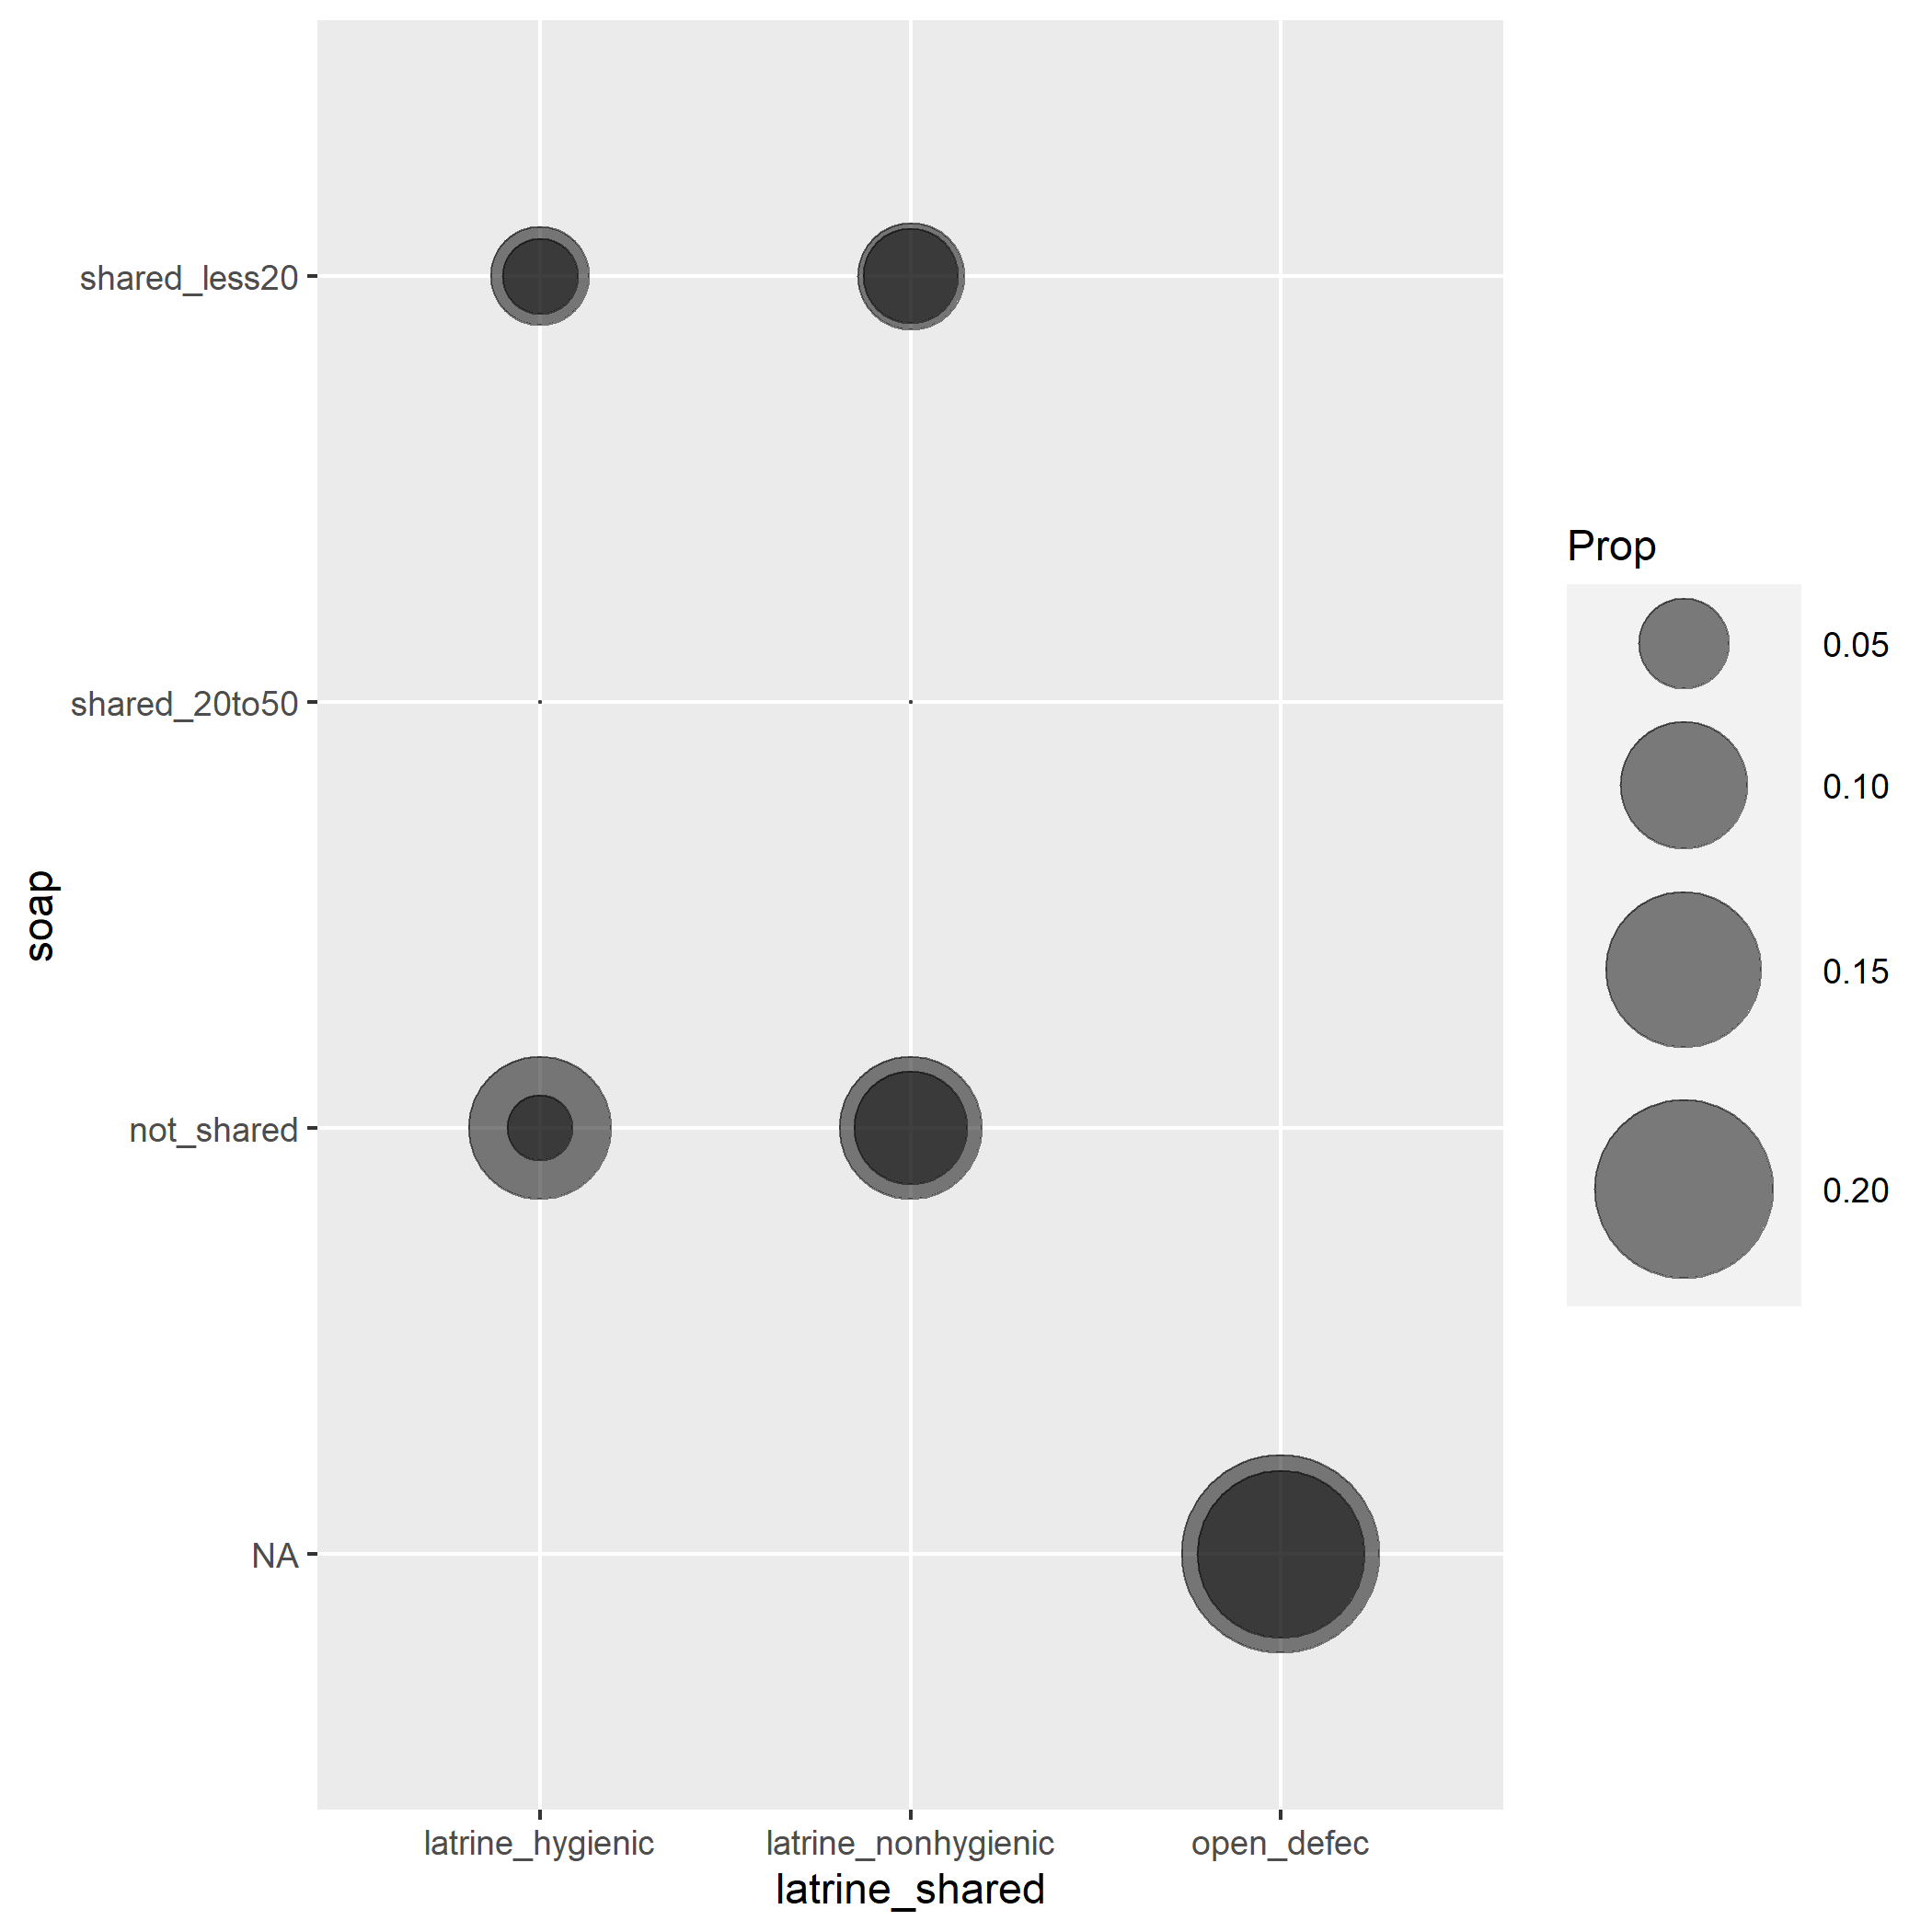 shared_less20
shared_20to50
not_shared
NA
soap
latrine_hygienic
latrine_nonhygienic
open_defec
latrine_shared
Prop
0.05
0.10
0.15
0.20